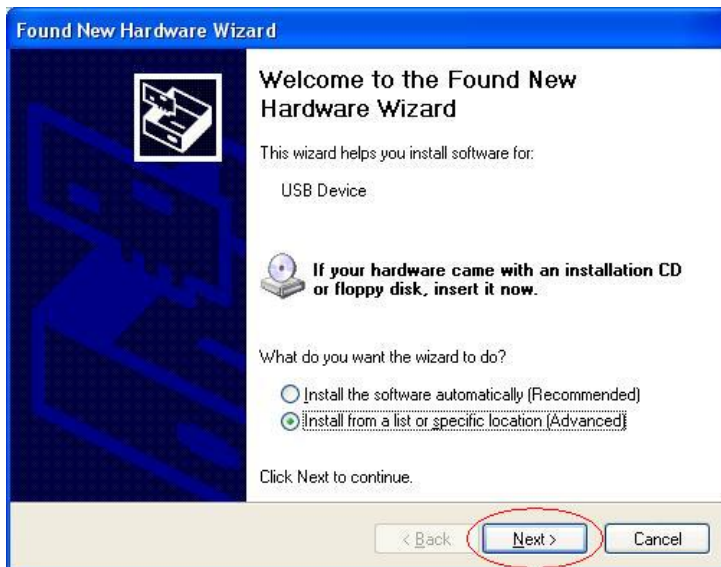 Found New Hardware Wizard
Welcome to the Found New
Hardware Wizard
This wizard helps you install software for:
USB Device
If your hardware came with an installation CD
or floppy disk, insert it now.
What do you want the wizard to do?
Install the software automatically (Recommended)
Install from a list or specific location (Advanced)
Click Next to continue.
< Back
Next >
Cancel